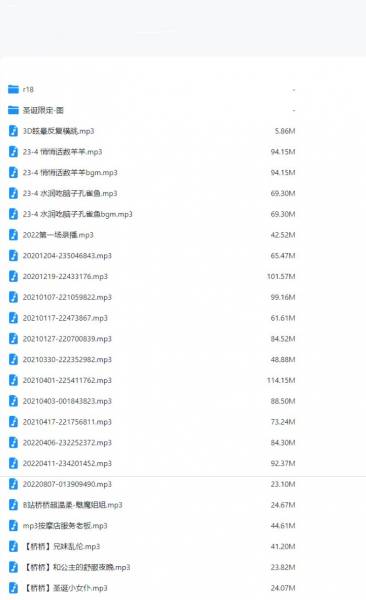 r18 -
圣诞限定-图 -
3D眩晕反复横跳.mp3 5.86M
23-4 悄悄话数羊羊.mp3 94.15M
23-4 悄悄话数羊羊bgm.mp3 94.15M
23-4 水润吃脑子孔雀鱼.mp3 69.30M
23-4 水润吃脑子孔雀鱼bgm.mp3 69.30M
2022第一场录播.mp3 42.52M
20201204-235046843.mp3 65.47M
20201219-22433176.mp3 101.57M
20210107-221059822.mp3 99.16M
20210117-22473867.mp3 61.61M
20210127-220700839.mp3 84.52M
20210330-222352982.mp3 48.88M
20210401-225411762.mp3 114.15M
20210403-001843823.mp3 88.50M
20210417-221756811.mp3 73.24M
20220406-232252372.mp3 84.30M
20220411-234201452.mp3 92.37M
20220807-013909490.mp3 23.10M
B站桥桥超温柔-魅魔姐姐.mp3 24.67M
mp3按摩店服务老板.mp3 44.61M
【桥桥】兄妹乱伦.mp3 41.20M
【桥桥】和公主的舒服夜晚.mp3 23.82M
【桥桥】圣诞小女仆.mp3 24.07M